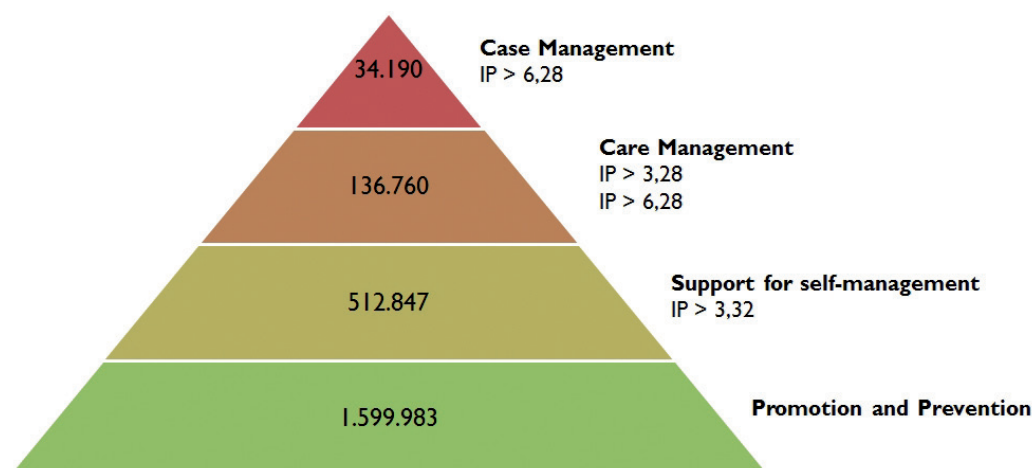 34.190
Case Management
IP > 6,28
136.760
Care Management
IP > 3,28
IP > 6,28
512.847
Support for self-management
IP > 3,32
1.599.983
Promotion and Prevention